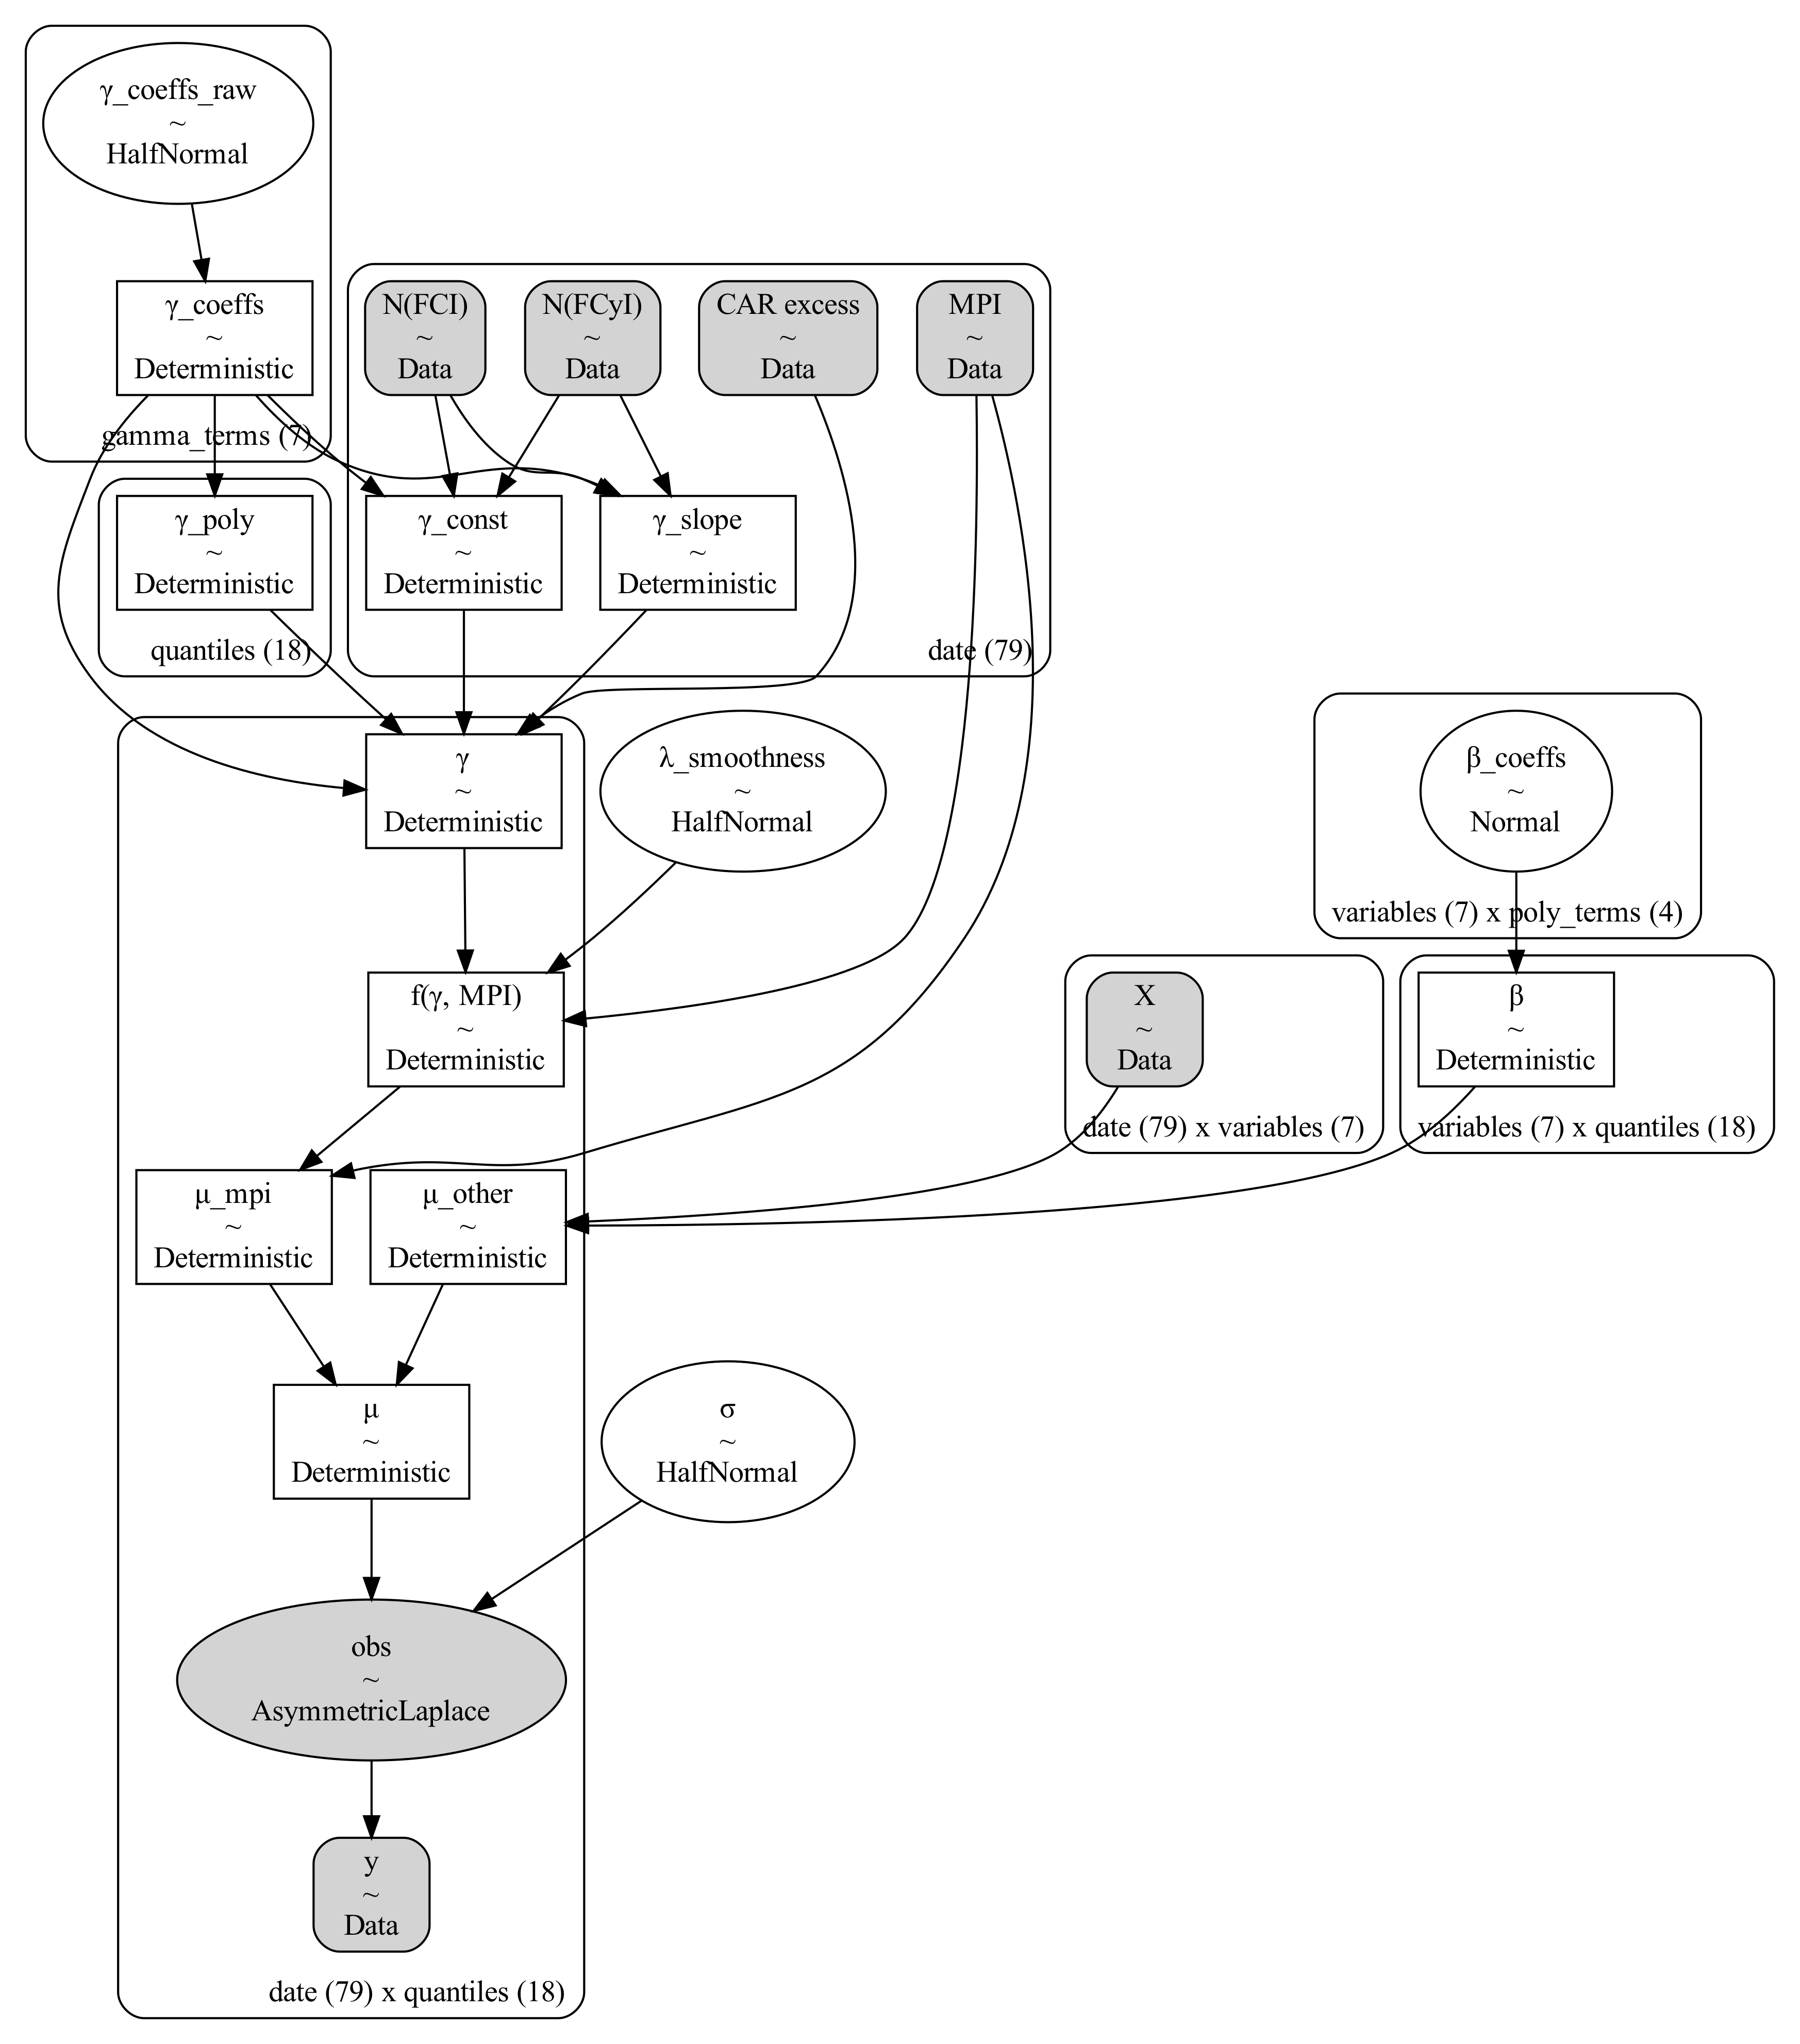 γ_coeffs_raw
~
HalfNormal
γ_coeffs
~
Deterministic
gamma_terms (7)
N(FCI)
~
Data
N(FCyI)
~
Data
CAR excess
~
Data
MPI
~
Data
γ_poly
~
Deterministic
quantiles (18)
γ_const
~
Deterministic
γ_slope
~
Deterministic
date (79)
γ
~
Deterministic
λ_smoothness
~
HalfNormal
β_coeffs
~
Normal
variables (7) x poly_terms (4)
f(γ, MPI)
~
Deterministic
X
~
Data
date (79) x variables (7)
β
~
Deterministic
variables (7) x quantiles (18)
μ_mpi
~
Deterministic
μ_other
~
Deterministic
μ
~
Deterministic
σ
~
HalfNormal
obs
~
AsymmetricLaplace
y
~
Data
date (79) x quantiles (18)